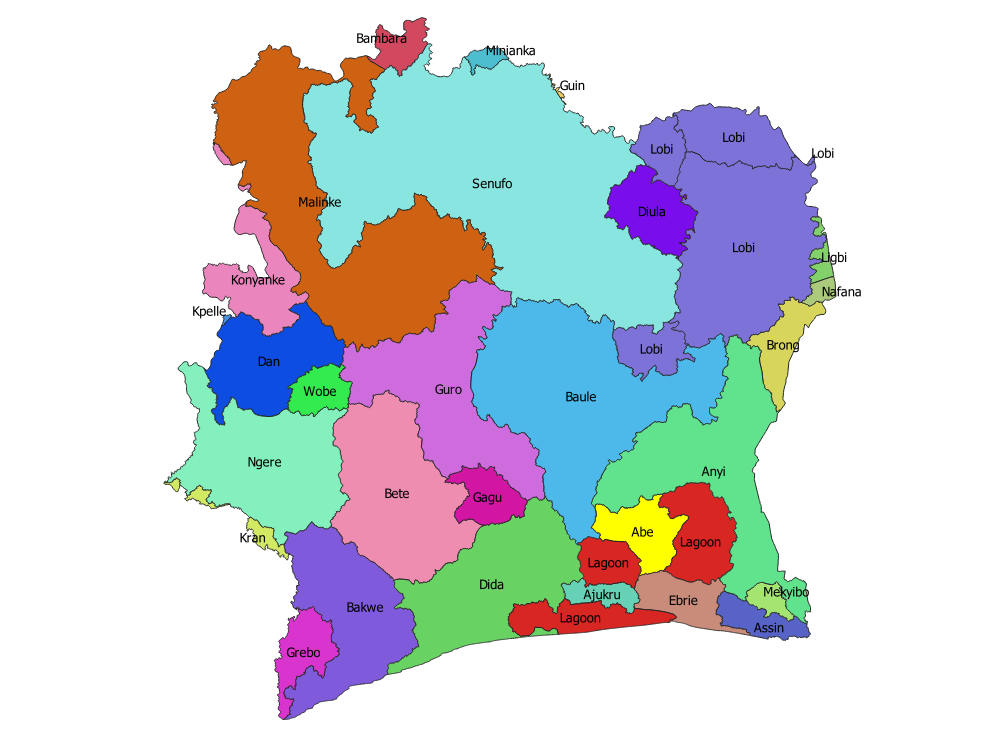 Bambara
Minianka
Guin
Lobi
Lobi
Lobi
Senufo
Malinke
Diula
Lobi
Ligbi
Konyanke
Nafana
Kpelle
Brong
Lobi
Dan
Wobe
Guro
Baule
Ngere
Anyi
Bete
Gagu
Abe
Lagoon
Kran
Lagoon
Dida
Ajukru
Mekyibo
Ebrie
Bakwe
Lagoon
Assin
Grebo